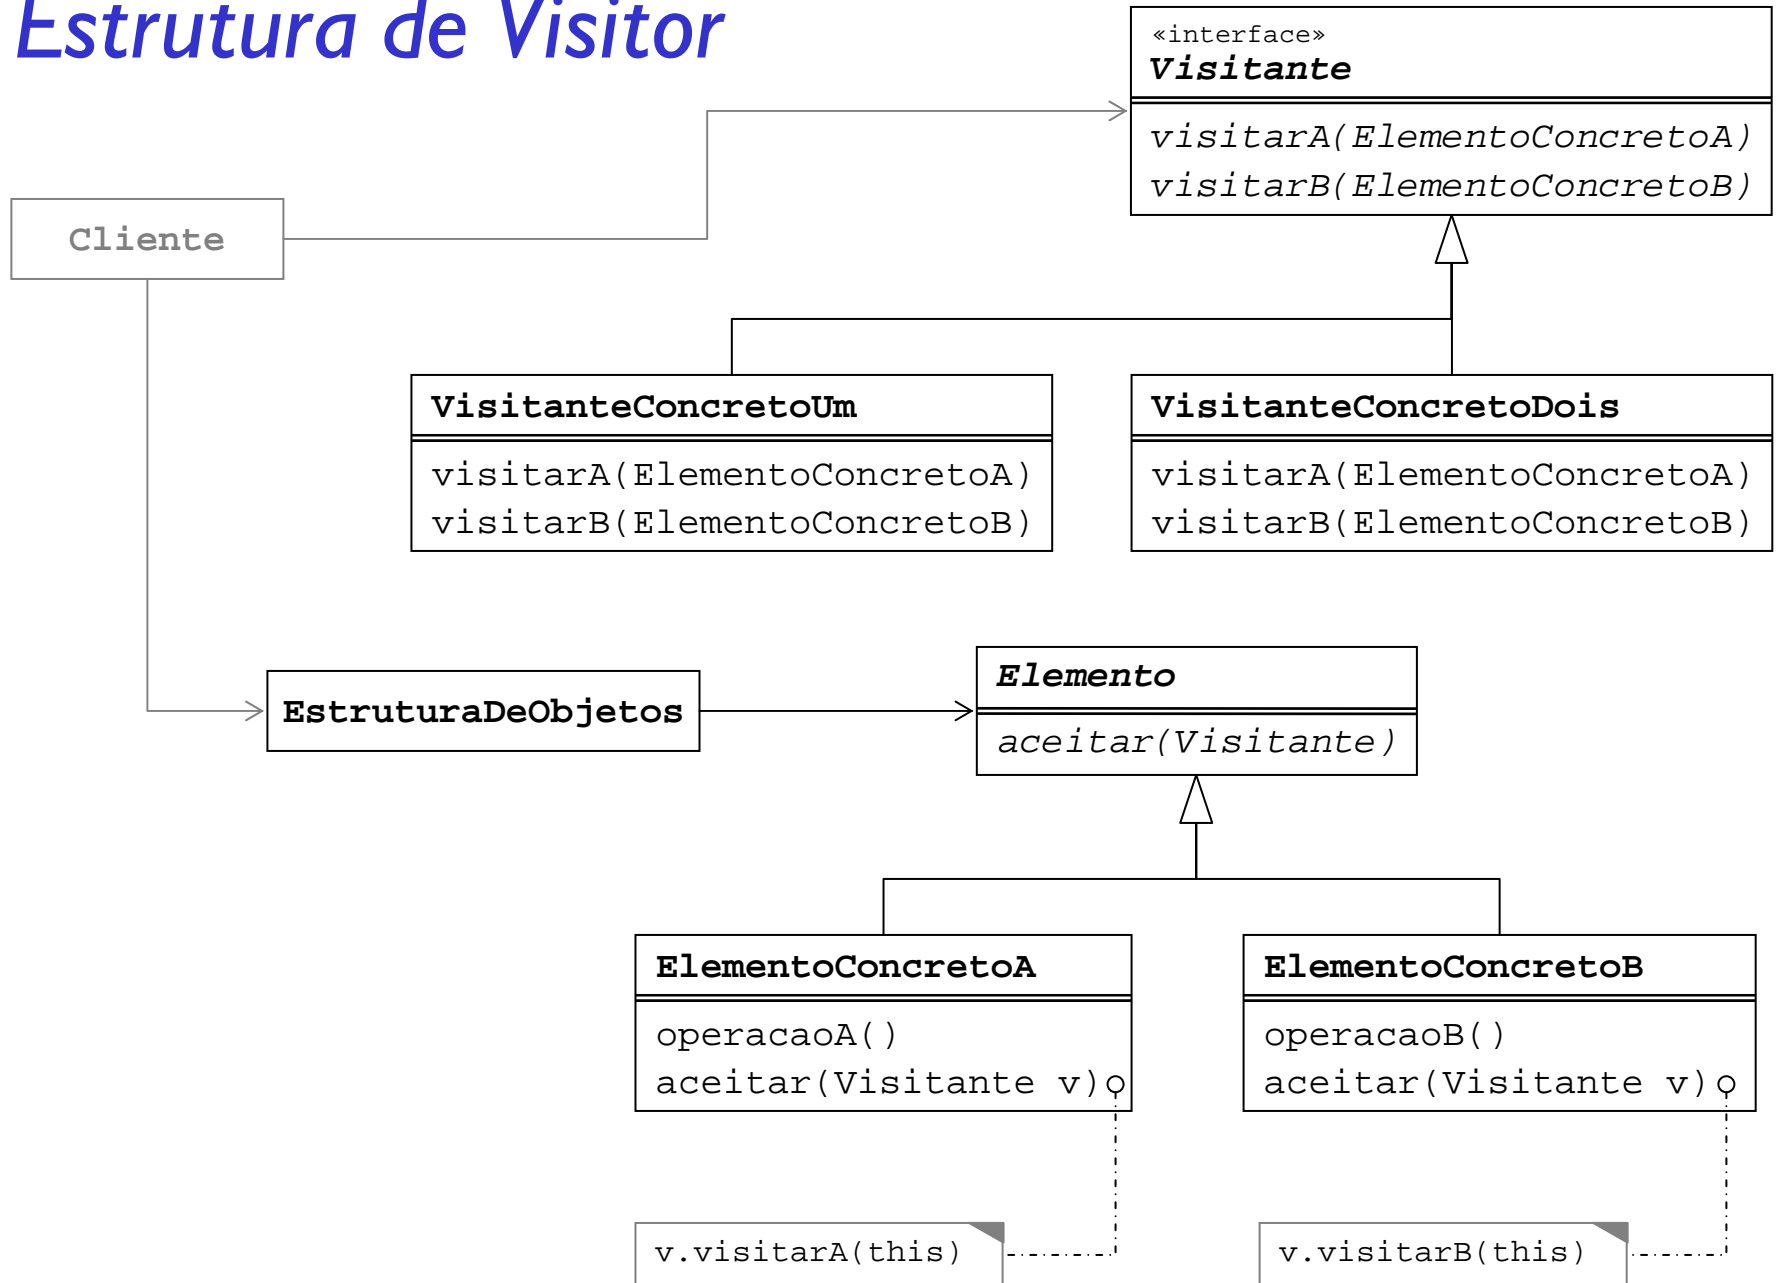 Estrutura de Visitor
«interface»
Visitante
visitarA(ElementoConcretoA)
visitarB(ElementoConcretoB)
Cliente
VisitanteConcretoUm
visitarA(ElementoConcretoA)
visitarB(ElementoConcretoB)
VisitanteConcretoDois
visitarA(ElementoConcretoA)
visitarB(ElementoConcretoB)
EstruturaDeObjetos
Elemento
aceitar(Visitante)
ElementoConcretoA
operacaoA()
aceitar(Visitante v)
ElementoConcretoB
operacaoB()
aceitar(Visitante v)
v.visitarA(this)
v.visitarB(this)